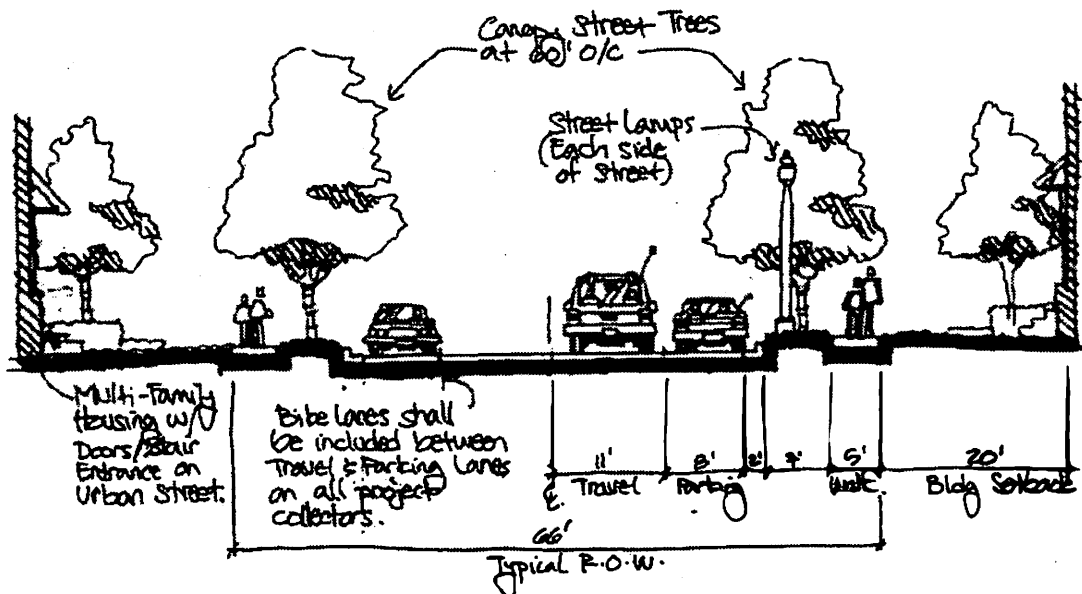 Canopy Street Trees
at 60' O/C
Street Lamps
(Each side
of Street)
Multi-Family
Housing w/
Doors/Stair
Entrance on
Urban Street.
Bike lanes shall
be included between
Travel & Parking Lanes
on all project
collectors.
11' 8' 2' 7' 5' 20'
Travel Parking Walk Bldg Setback
66'
Typical R.O.W.